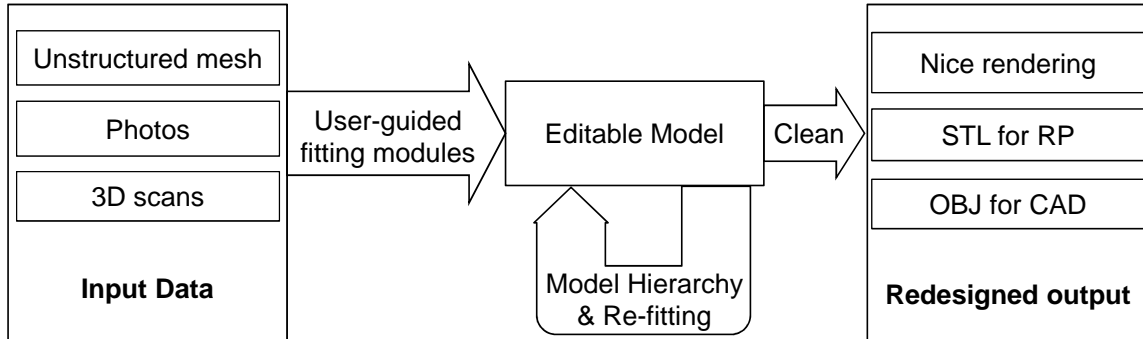 Unstructured mesh
Photos
3D scans
Input Data
User-guided
fitting modules
Editable Model
Model Hierarchy
& Re-fitting
Clean
Nice rendering
STL for RP
OBJ for CAD
Redesigned output